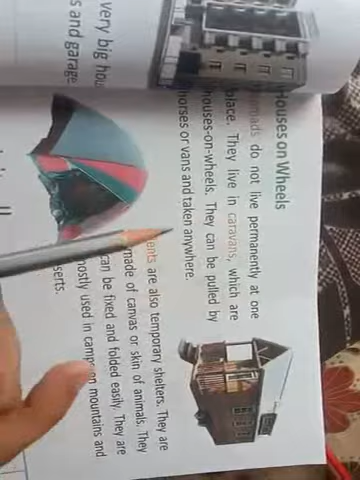 very big hou
s and garage
Houses on Wheels
do not live permanently at one
place. They live in caravans, which are
houses-on-wheels. They can be pulled by
horses or vans and taken anywhere.
ents are also temporary shelters. They are
made of canvas or skin of animals. They
can be fixed and folded easily. They are
mostly used in camps on mountains and
serts.